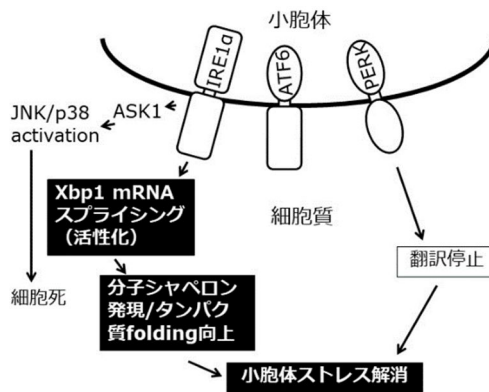 小胞体
IRE1α
ATF6
PERK
ASK1
JNK/p38
activation
Xbp1 mRNA
スプライシング
（活性化）
細胞質
翻訳停止
細胞死
分子シャペロン
発現/タンパク
質folding向上
小胞体ストレス解消